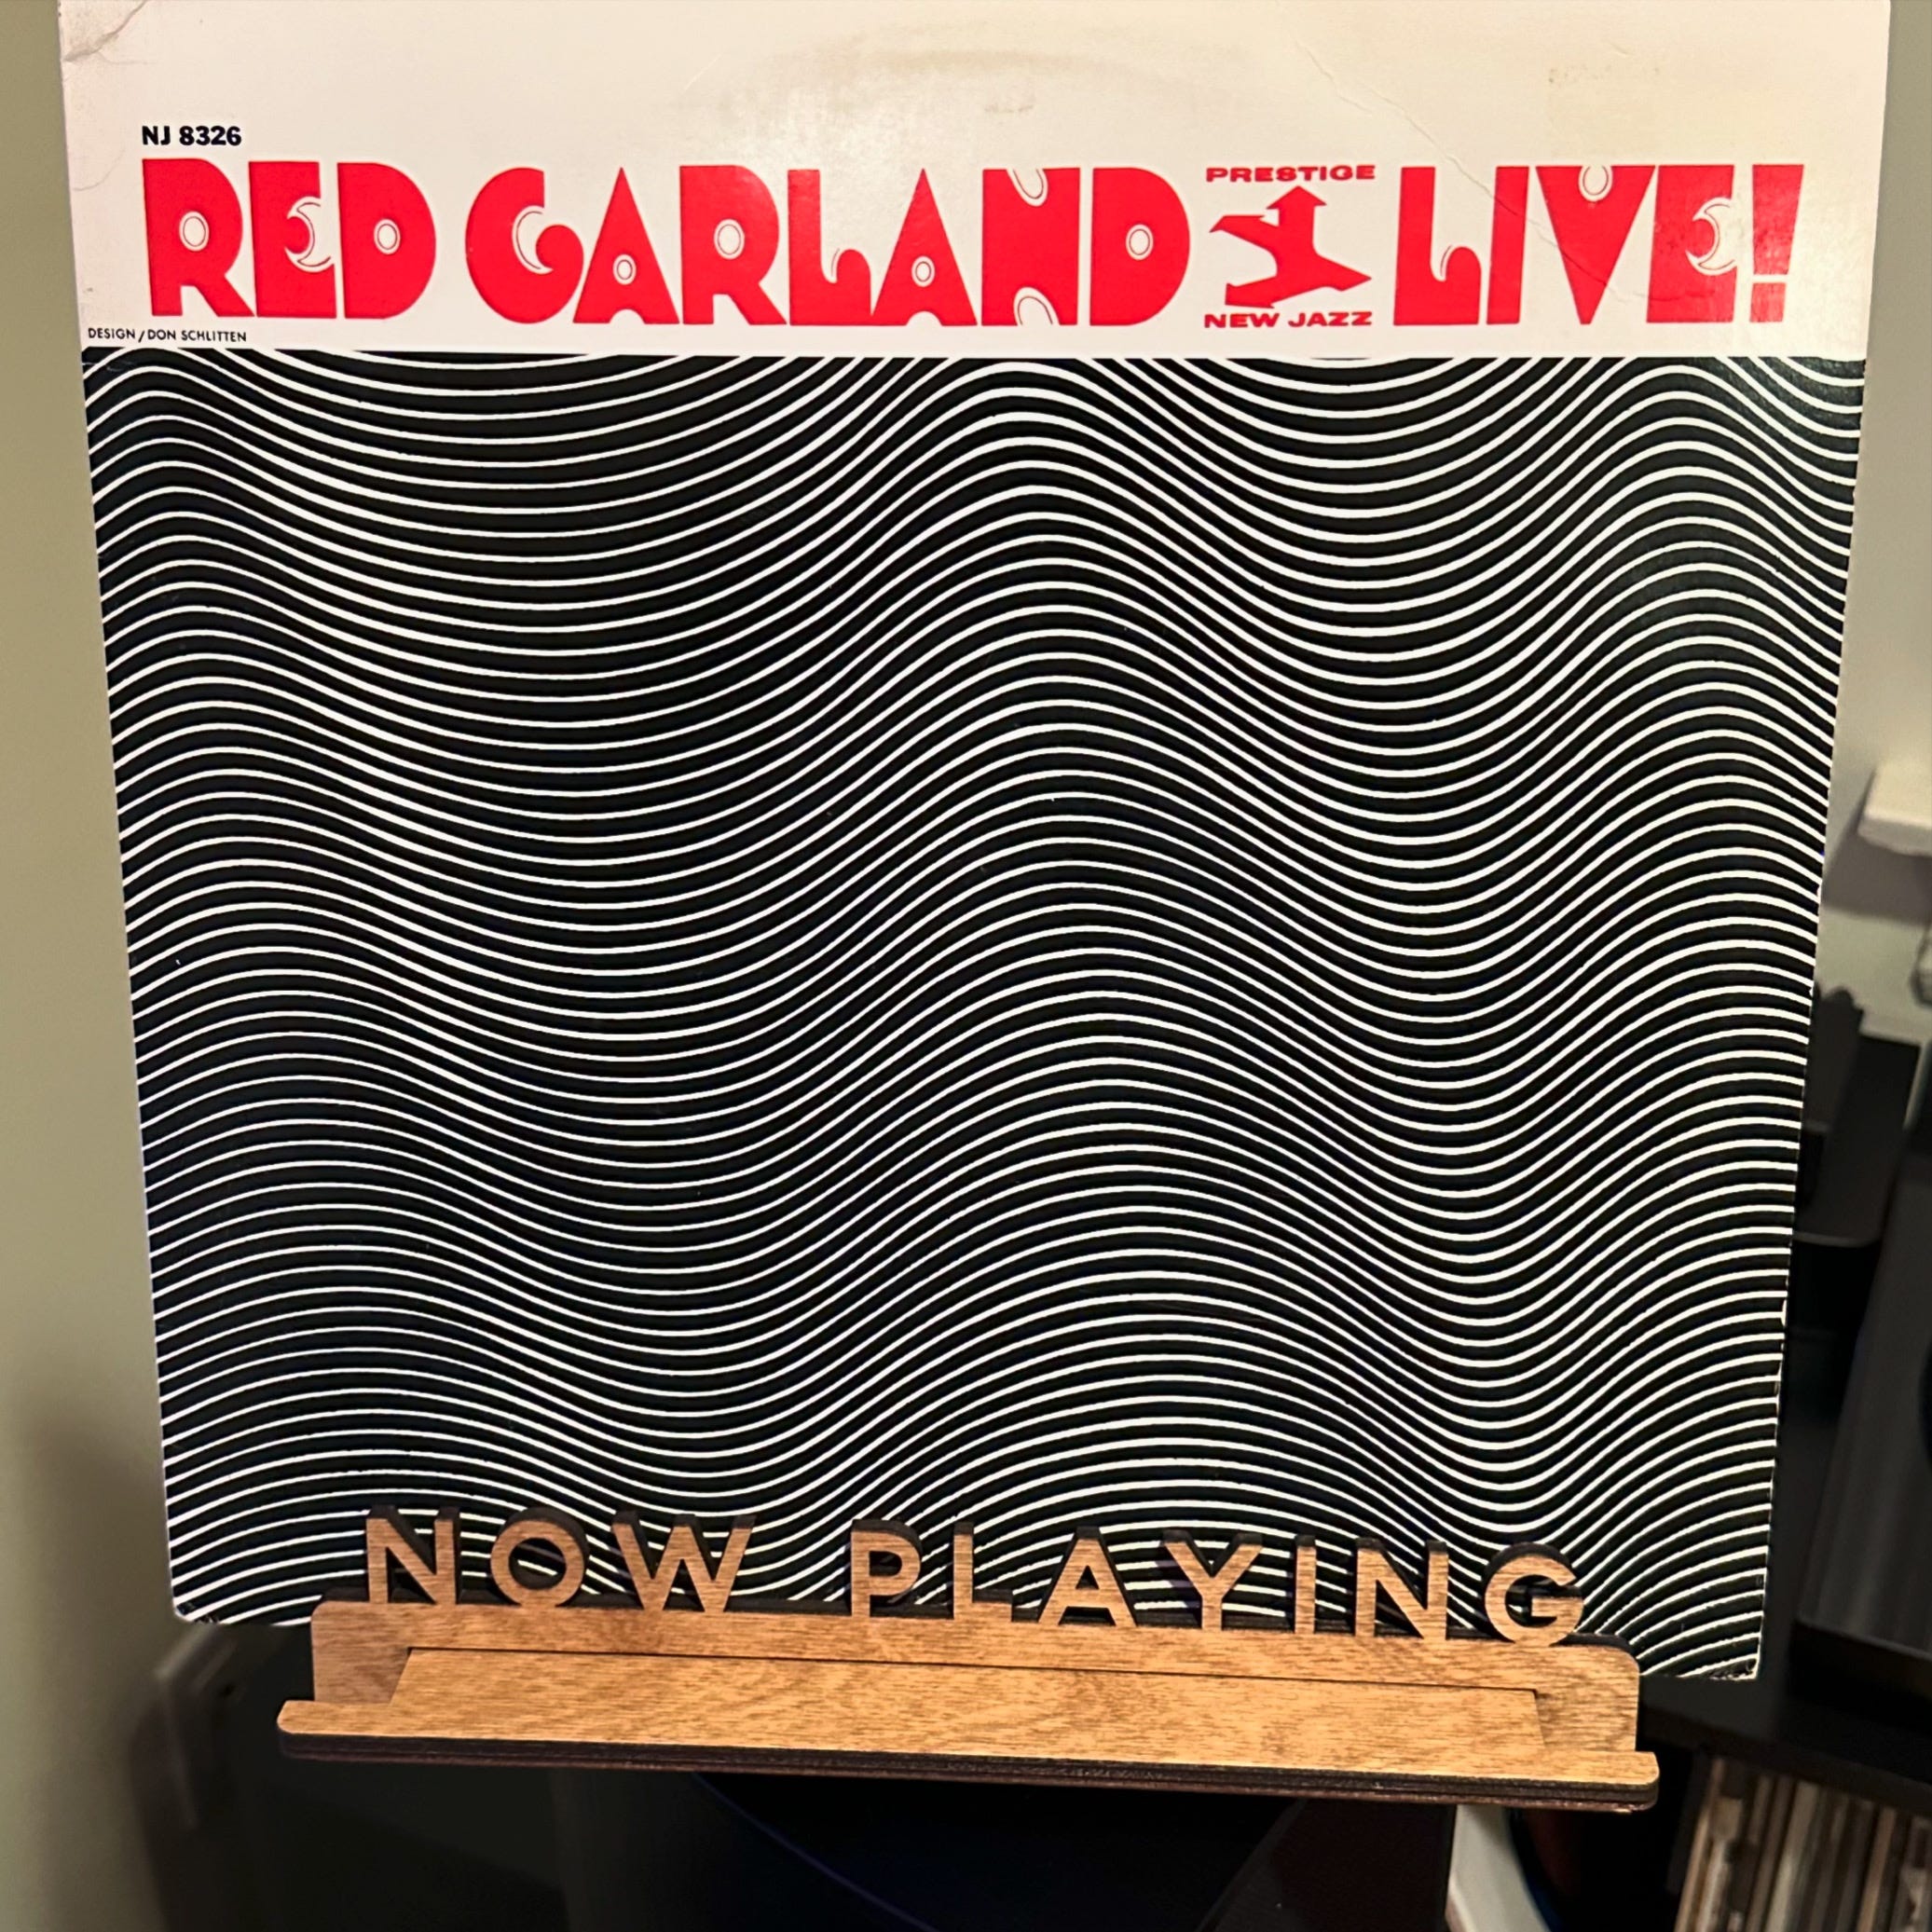 NJ 8326
RED GARLAND LIVE!
PRESTIGE
NEW JAZZ
DESIGN / DON SCHLITTEN
NOW PLAYING